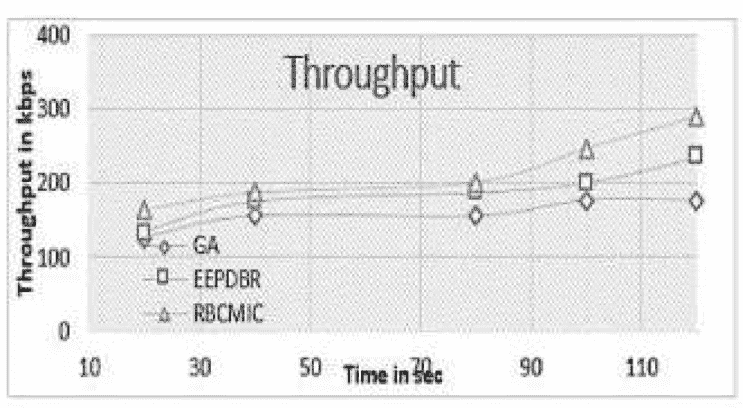 Throughput
Throughput in kbps
400
300
200
100
0
GA
EEPDBR
RBCMIC
10 30 50 70 90 110
Time in sec